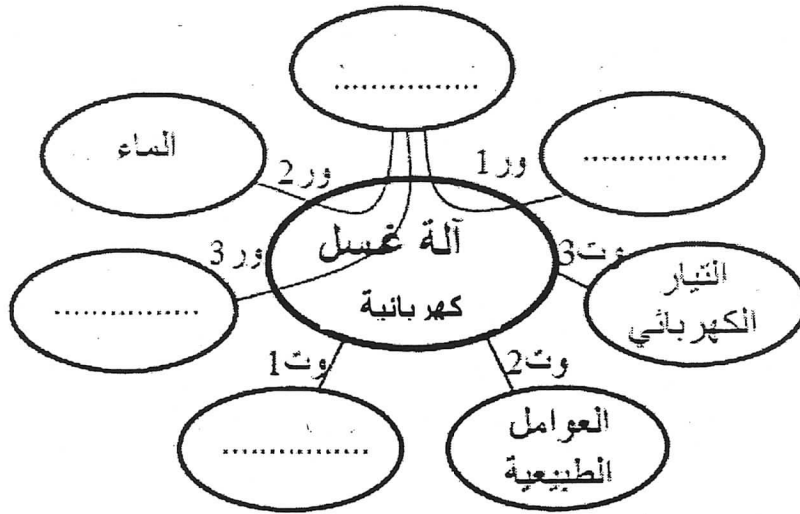 ................
................
ور1
الماء
ور2
آلة غسل
كهربائية
وت3
التيار
الكهربائي
ور3
................
وت1
................
وت2
العوامل
الطبيعية